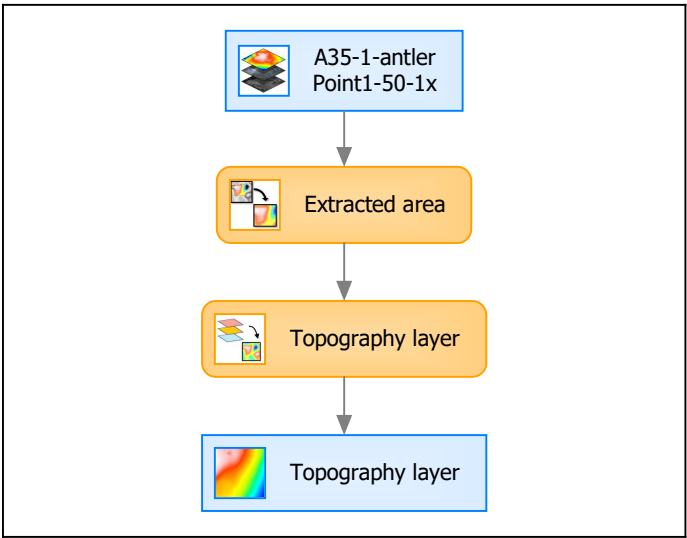 A35-1-antler
Point1-50-1x
Extracted area
Topography layer
Topography layer